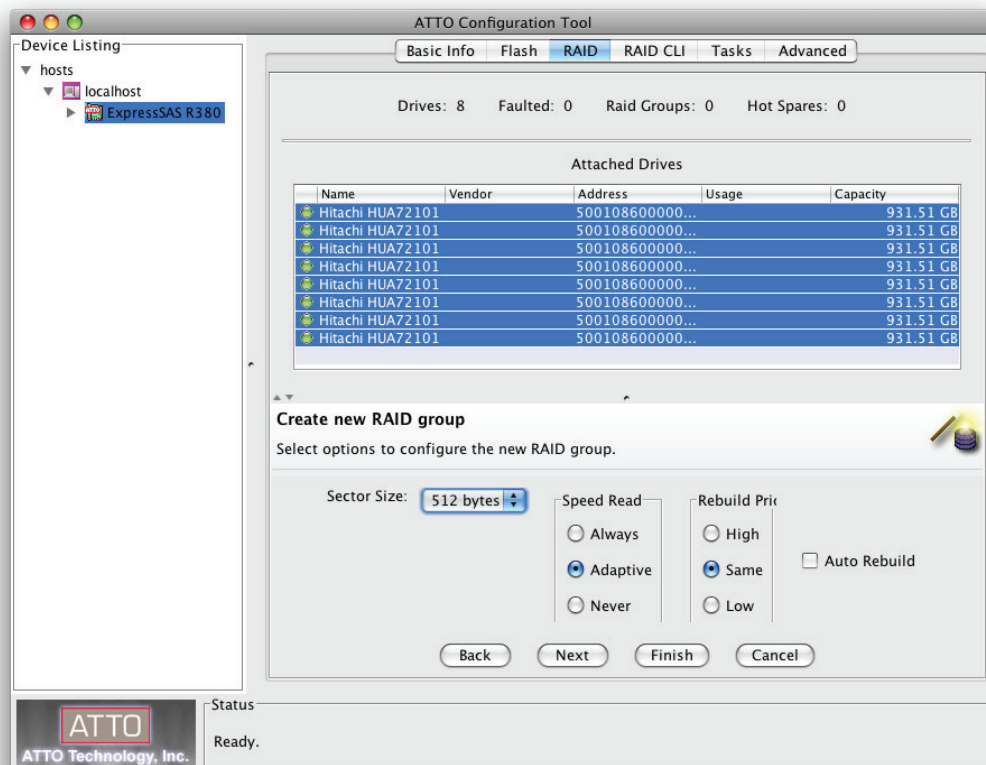 ATTO Configuration Tool
Device Listing
hosts
localhost
ExpressSAS R380
Basic Info Flash RAID RAID CLI Tasks Advanced
Drives: 8 Faulted: 0 Raid Groups: 0 Hot Spares: 0
Attached Drives
Name Vendor Address Usage Capacity
Hitachi HUA72101 500108600000... 931.51 GB
Hitachi HUA72101 500108600000... 931.51 GB
Hitachi HUA72101 500108600000... 931.51 GB
Hitachi HUA72101 500108600000... 931.51 GB
Hitachi HUA72101 500108600000... 931.51 GB
Hitachi HUA72101 500108600000... 931.51 GB
Hitachi HUA72101 500108600000... 931.51 GB
Hitachi HUA72101 500108600000... 931.51 GB
Create new RAID group
Select options to configure the new RAID group.
Sector Size: 512 bytes
Speed Read
Always
Adaptive
Never
Rebuild Pric
High
Same
Low
Auto Rebuild
Back Next Finish Cancel
ATTO
ATTO Technology, Inc.
Status
Ready.